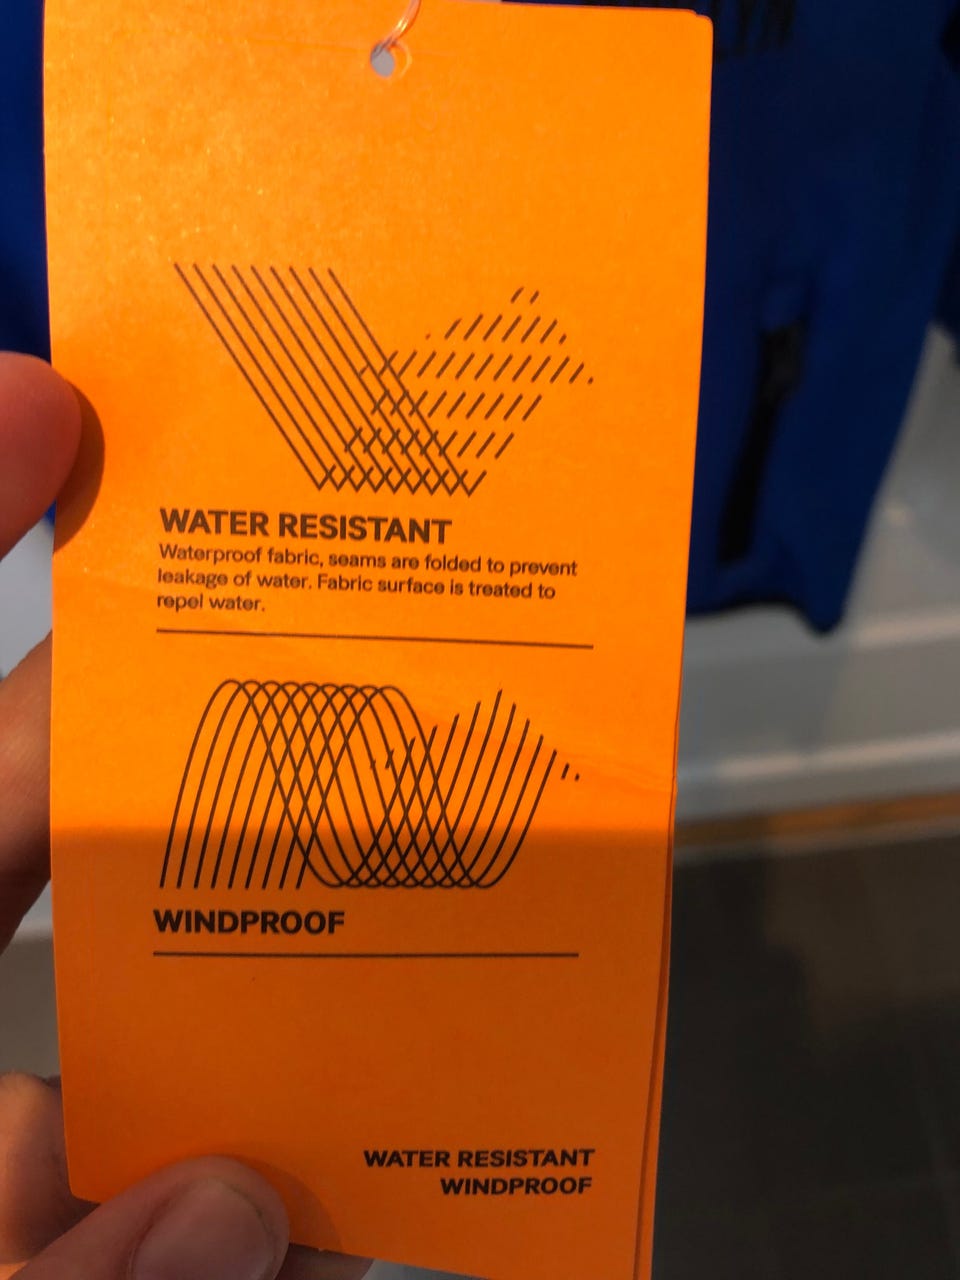 WATER RESISTANT
Waterproof fabric, seams are folded to prevent
leakage of water. Fabric surface is treated to
repel water.
WINDPROOF
WATER RESISTANT
WINDPROOF